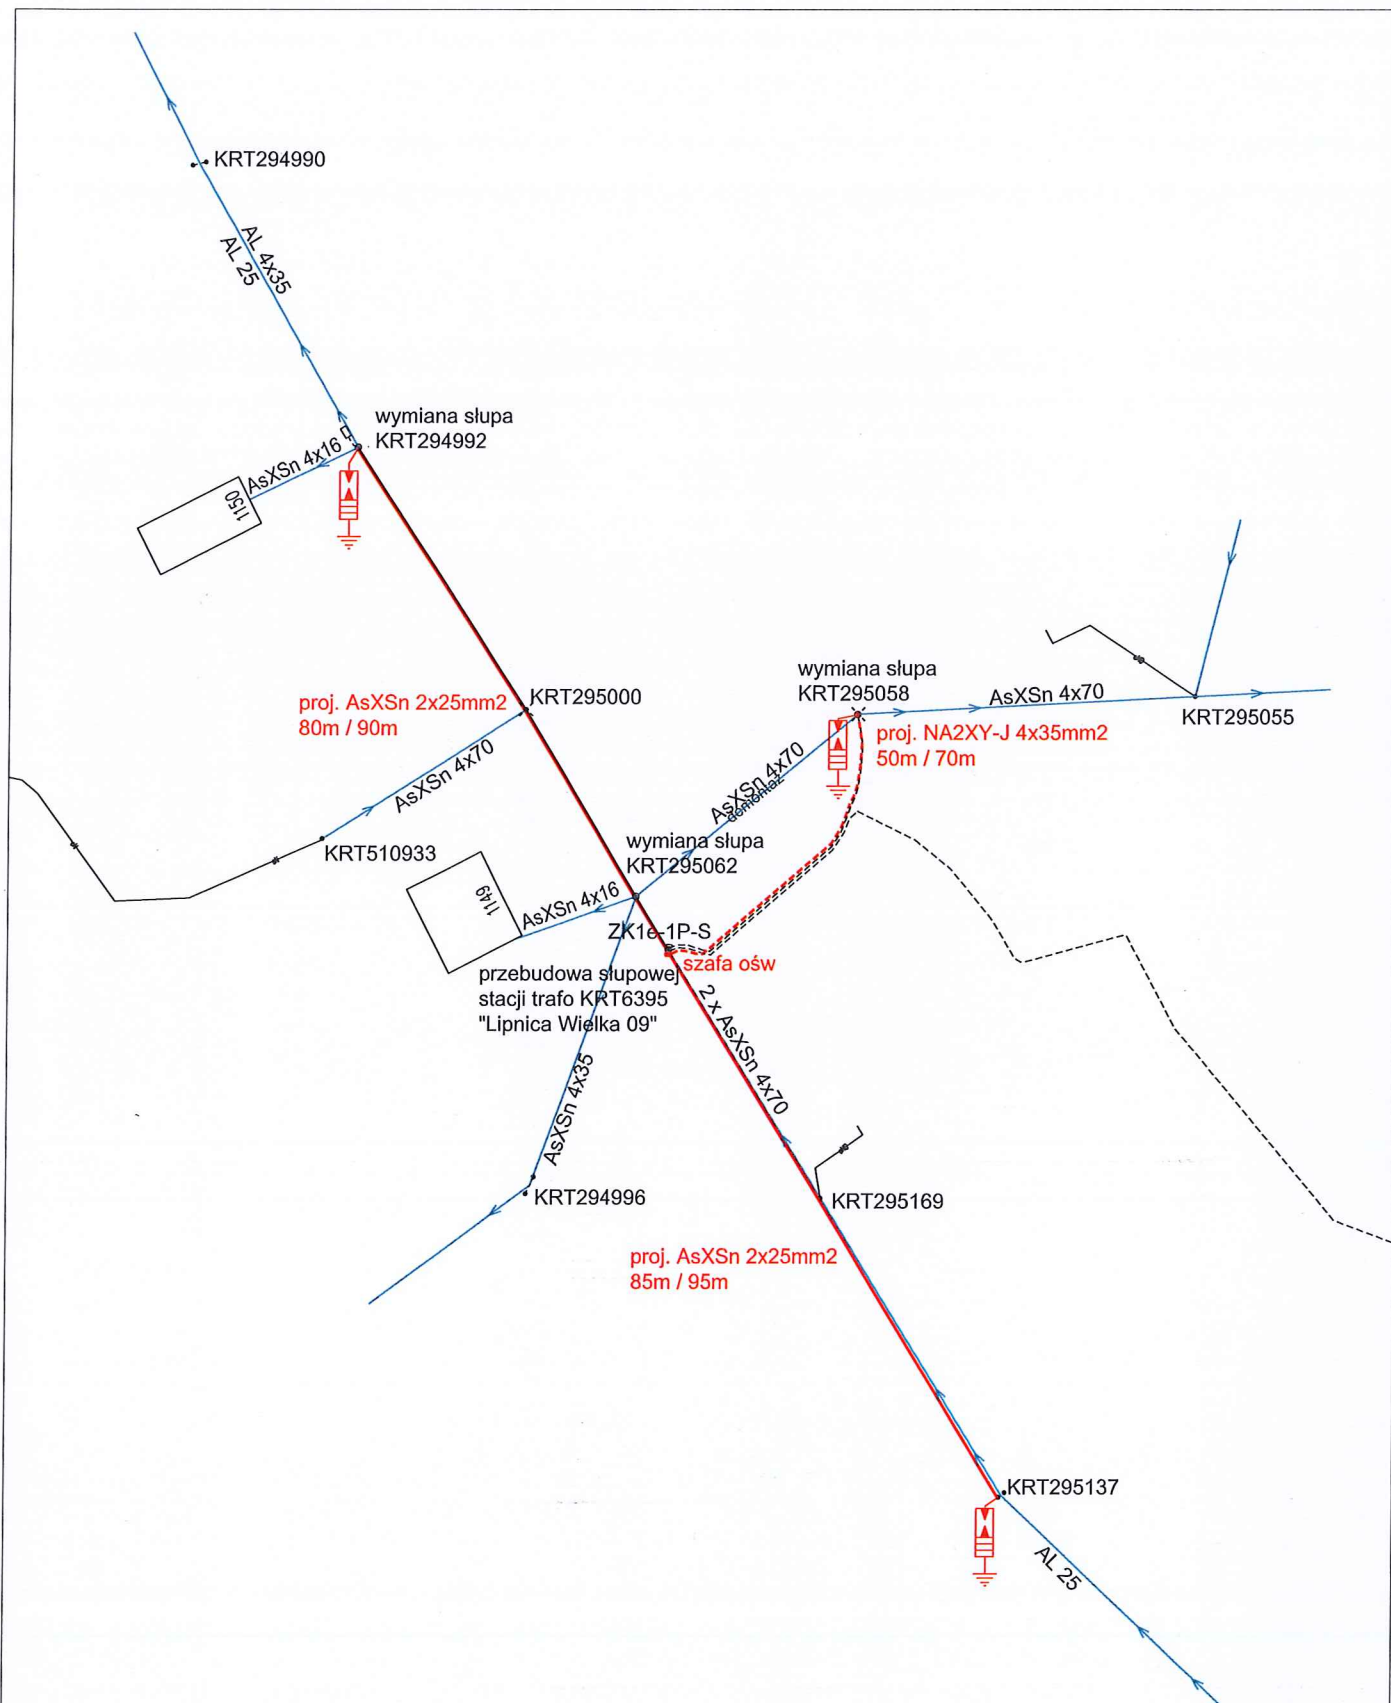 KRT294990
AL 4x35
AL 25
wymiana słupa
KRT294992
AsXSn 4x16
1150
proj. AsXSn 2x25mm2
80m / 90m
KRT295000
wymiana słupa
KRT295058
AsXSn 4x70
KRT295055
proj. NA2XY-J 4x35mm2
50m / 70m
AsXSn 4x70
AsXSn 4x70
demontaż
KRT510933
wymiana słupa
KRT295062
1149
AsXSn 4x16
ZK1e-1P-S
szafa ośw
przebudowa słupowej
stacji trafo KRT6395
"Lipnica Wielka 09"
2 x AsXSn 4x70
AsXSn 4x35
KRT294996
KRT295169
proj. AsXSn 2x25mm2
85m / 95m
KRT295137
AL 25